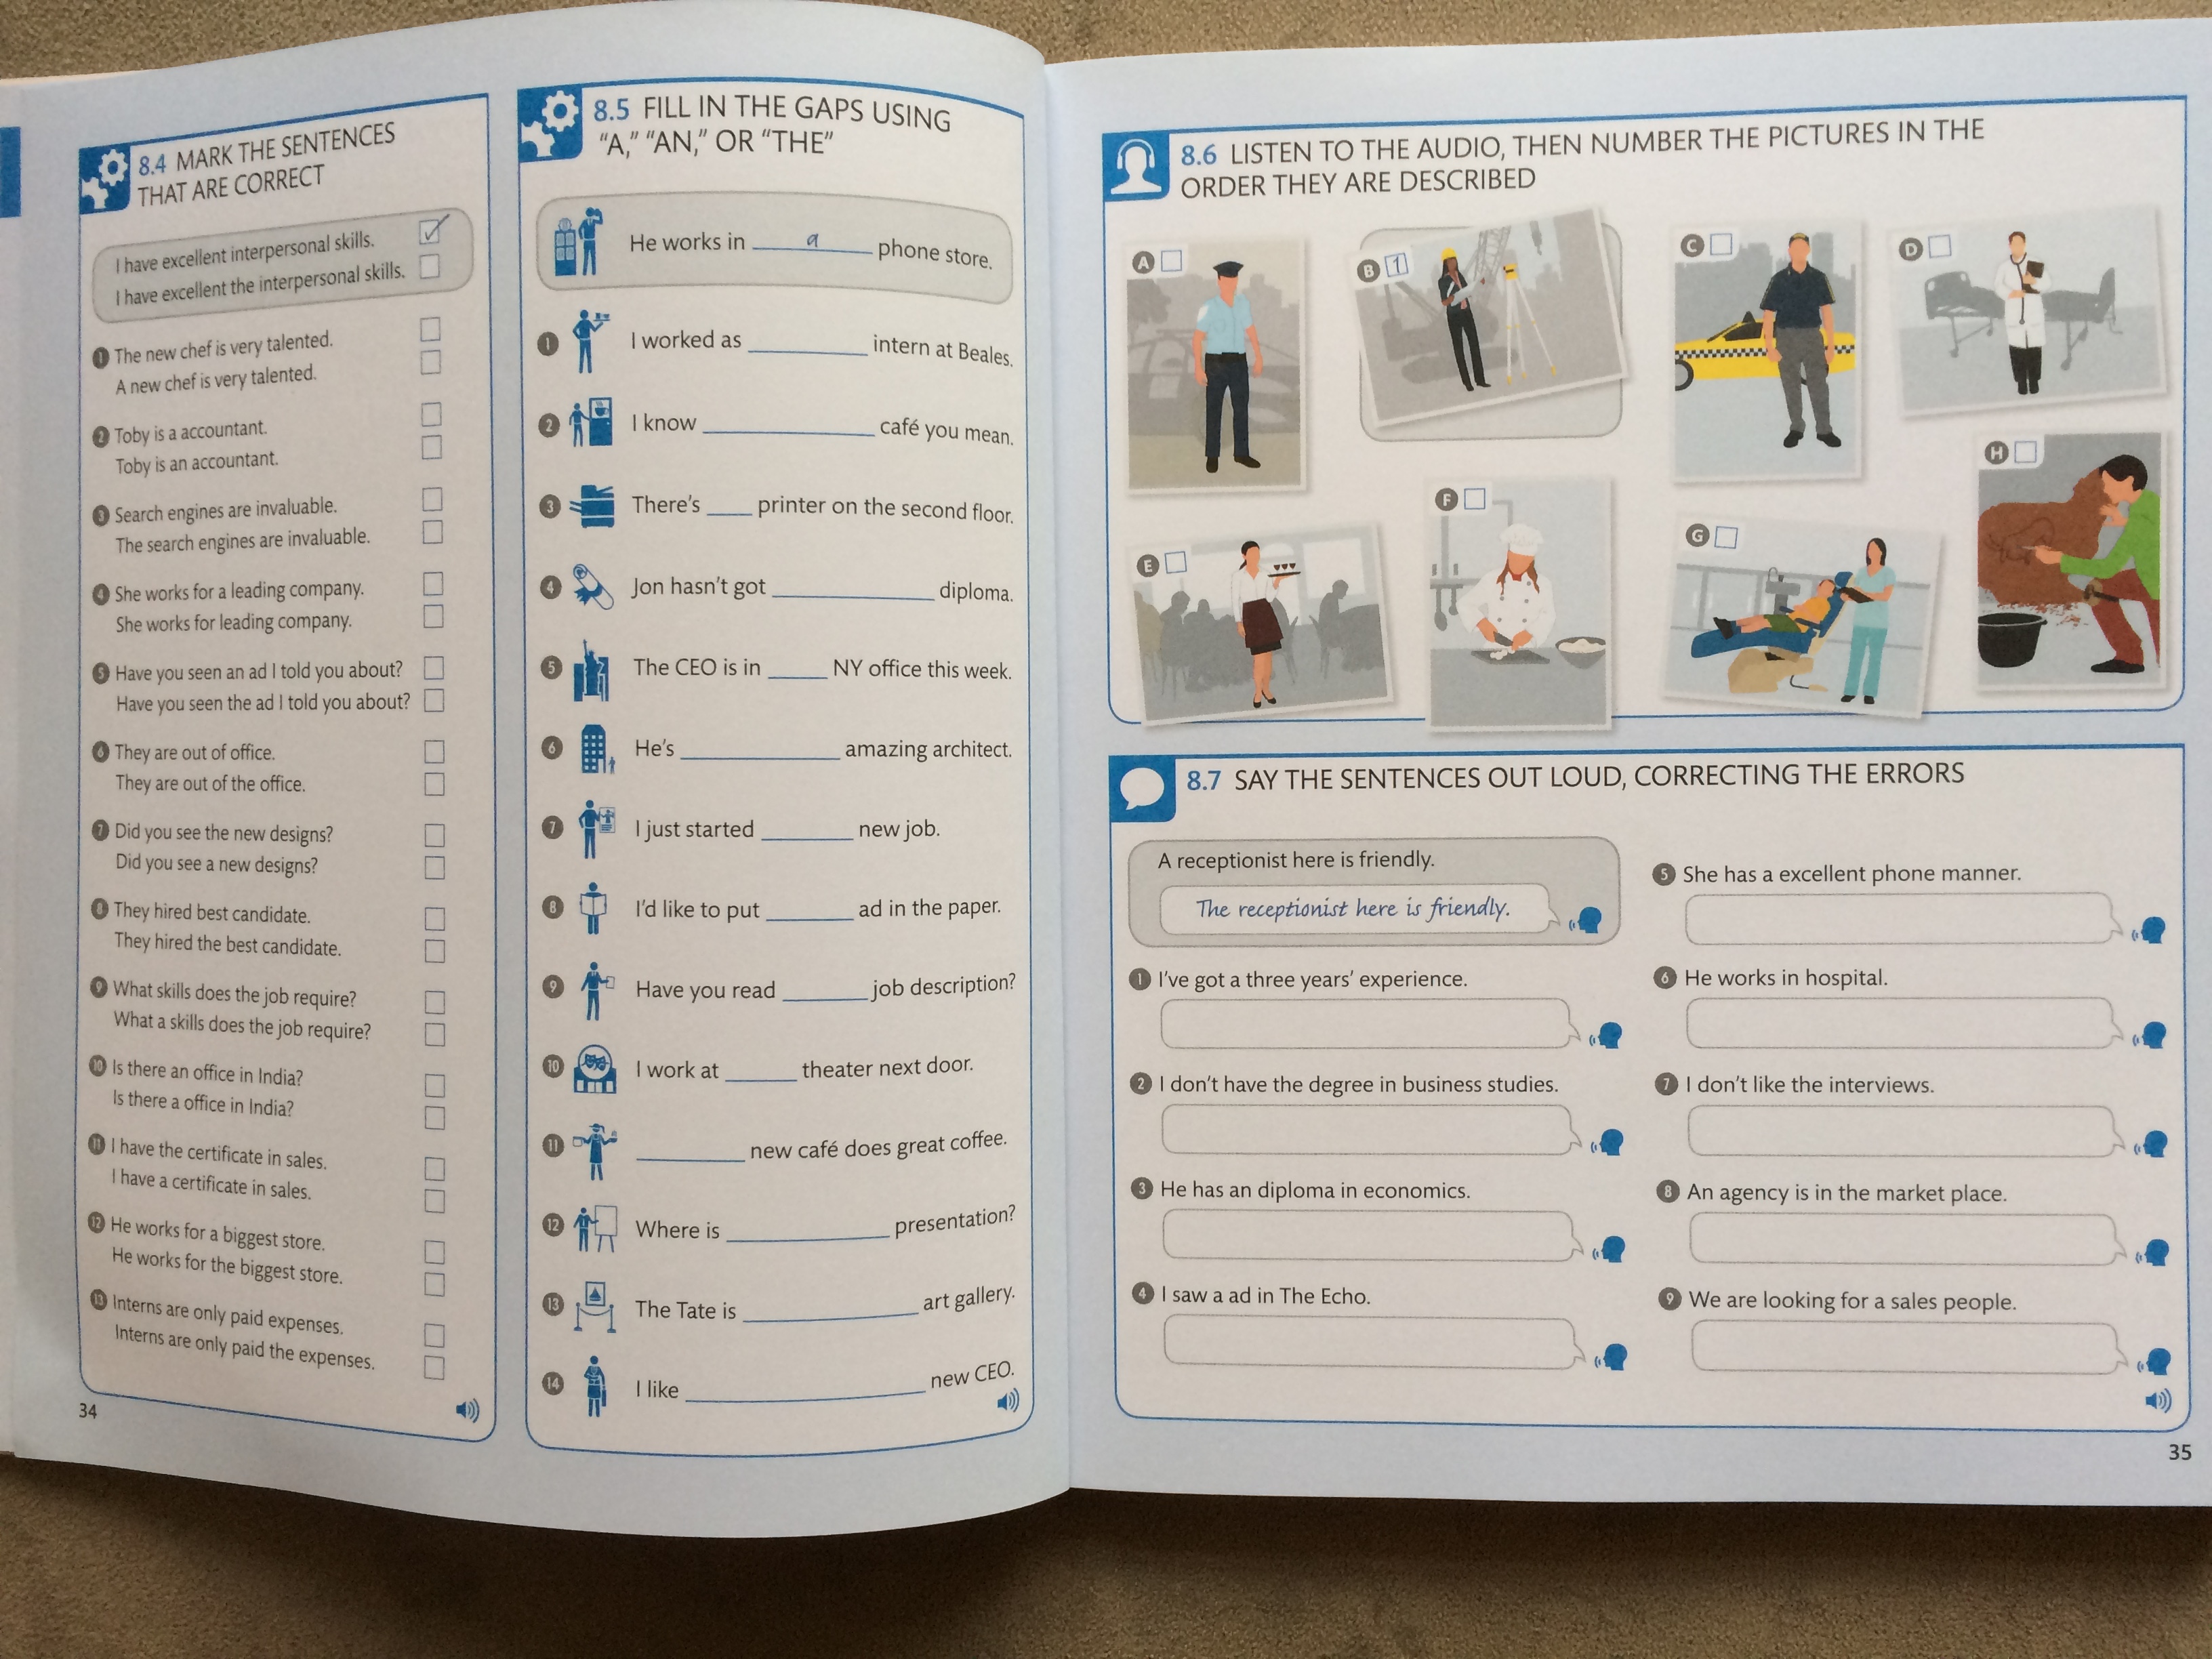 8.4 MARK THE SENTENCES
THAT ARE CORRECT
I have excellent interpersonal skills.
I have excellent the interpersonal skills.
1 The new chef is very talented.
A new chef is very talented.
2 Toby is a accountant.
Toby is an accountant.
3 Search engines are invaluable.
The search engines are invaluable.
4 She works for a leading company.
She works for leading company.
5 Have you seen an ad I told you about?
Have you seen the ad I told you about?
6 They are out of office.
They are out of the office.
7 Did you see the new designs?
Did you see a new designs?
8 They hired best candidate.
They hired the best candidate.
9 What skills does the job require?
What a skills does the job require?
10 Is there an office in India?
Is there a office in India?
11 I have the certificate in sales.
I have a certificate in sales.
12 He works for a biggest store.
He works for the biggest store.
13 Interns are only paid expenses.
Interns are only paid the expenses.
34
8.5 FILL IN THE GAPS USING
"A," "AN," OR "THE"
He works in a phone store.
1 I worked as intern at Beales.
2 I know café you mean.
3 There's printer on the second floor.
4 Jon hasn't got diploma.
5 The CEO is in NY office this week.
6 He's amazing architect.
7 I just started new job.
8 I'd like to put ad in the paper.
9 Have you read job description?
10 I work at theater next door.
11 new café does great coffee.
12 Where is presentation?
13 The Tate is art gallery.
14 I like new CEO.
8.6 LISTEN TO THE AUDIO, THEN NUMBER THE PICTURES IN THE
ORDER THEY ARE DESCRIBED
A
B 1
C
D
E
F
G
H
8.7 SAY THE SENTENCES OUT LOUD, CORRECTING THE ERRORS
A receptionist here is friendly.
The receptionist here is friendly.
1 I've got a three years' experience.
2 I don't have the degree in business studies.
3 He has an diploma in economics.
4 I saw a ad in The Echo.
5 She has a excellent phone manner.
6 He works in hospital.
7 I don't like the interviews.
8 An agency is in the market place.
9 We are looking for a sales people.
35